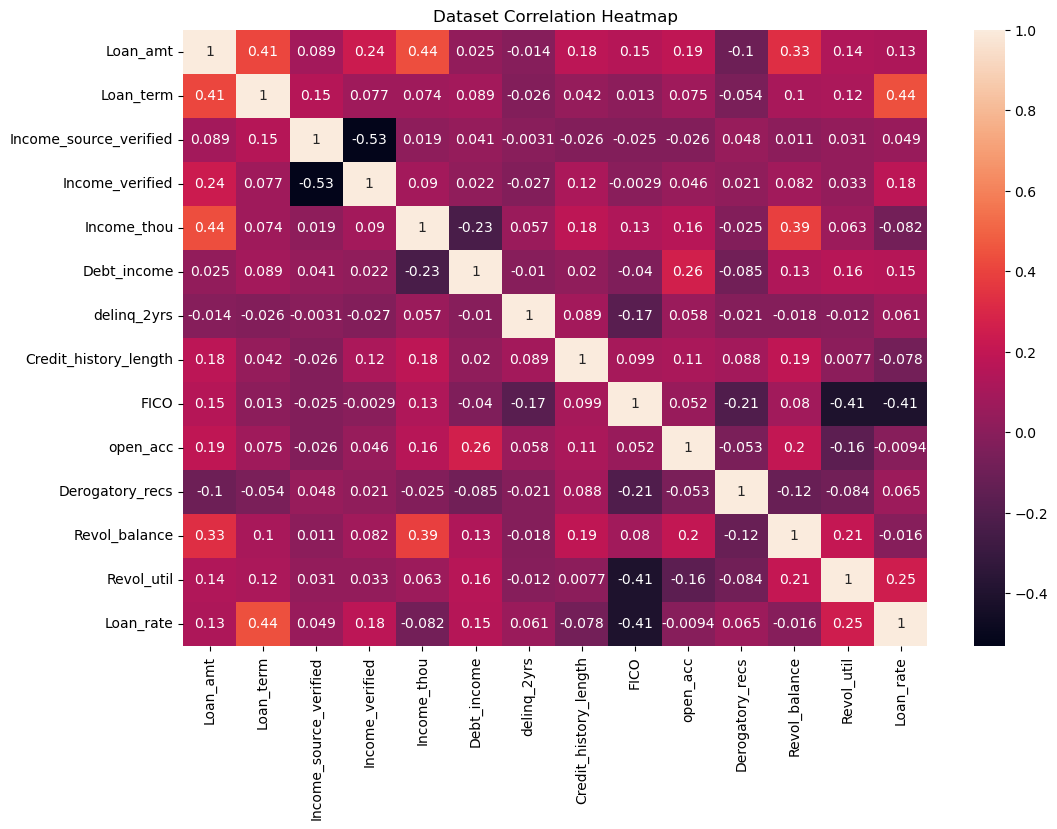 Dataset Correlation Heatmap
Loan_amt 1 0.41 0.089 0.24 0.44 0.025 -0.014 0.18 0.15 0.19 -0.1 0.33 0.14 0.13
Loan_term 0.41 1 0.15 0.077 0.074 0.089 -0.026 0.042 0.013 0.075 -0.054 0.1 0.12 0.44
Income_source_verified 0.089 0.15 1 -0.53 0.019 0.041 -0.0031 -0.026 -0.025 -0.026 0.048 0.011 0.031 0.049
Income_verified 0.24 0.077 -0.53 1 0.09 0.022 -0.027 0.12 -0.0029 0.046 0.021 0.082 0.033 0.18
Income_thou 0.44 0.074 0.019 0.09 1 -0.23 0.057 0.18 0.13 0.16 -0.025 0.39 0.063 -0.082
Debt_income 0.025 0.089 0.041 0.022 -0.23 1 -0.01 0.02 -0.04 0.26 -0.085 0.13 0.16 0.15
delinq_2yrs -0.014 -0.026 -0.0031 -0.027 0.057 -0.01 1 0.089 -0.17 0.058 -0.021 -0.018 -0.012 0.061
Credit_history_length 0.18 0.042 -0.026 0.12 0.18 0.02 0.089 1 0.099 0.11 0.088 0.19 0.0077 -0.078
FICO 0.15 0.013 -0.025 -0.0029 0.13 -0.04 -0.17 0.099 1 0.052 -0.21 0.08 -0.41 -0.41
open_acc 0.19 0.075 -0.026 0.046 0.16 0.26 0.058 0.11 0.052 1 -0.053 0.2 -0.16 -0.0094
Derogatory_recs -0.1 -0.054 0.048 0.021 -0.025 -0.085 -0.021 0.088 -0.21 -0.053 1 -0.12 -0.084 0.065
Revol_balance 0.33 0.1 0.011 0.082 0.39 0.13 -0.018 0.19 0.08 0.2 -0.12 1 0.21 -0.016
Revol_util 0.14 0.12 0.031 0.033 0.063 0.16 -0.012 0.0077 -0.41 -0.16 -0.084 0.21 1 0.25
Loan_rate 0.13 0.44 0.049 0.18 -0.082 0.15 0.061 -0.078 -0.41 -0.0094 0.065 -0.016 0.25 1
Loan_amt
Loan_term
Income_source_verified
Income_verified
Income_thou
Debt_income
delinq_2yrs
Credit_history_length
FICO
open_acc
Derogatory_recs
Revol_balance
Revol_util
Loan_rate
1.0
0.8
0.6
0.4
0.2
0.0
−0.2
−0.4